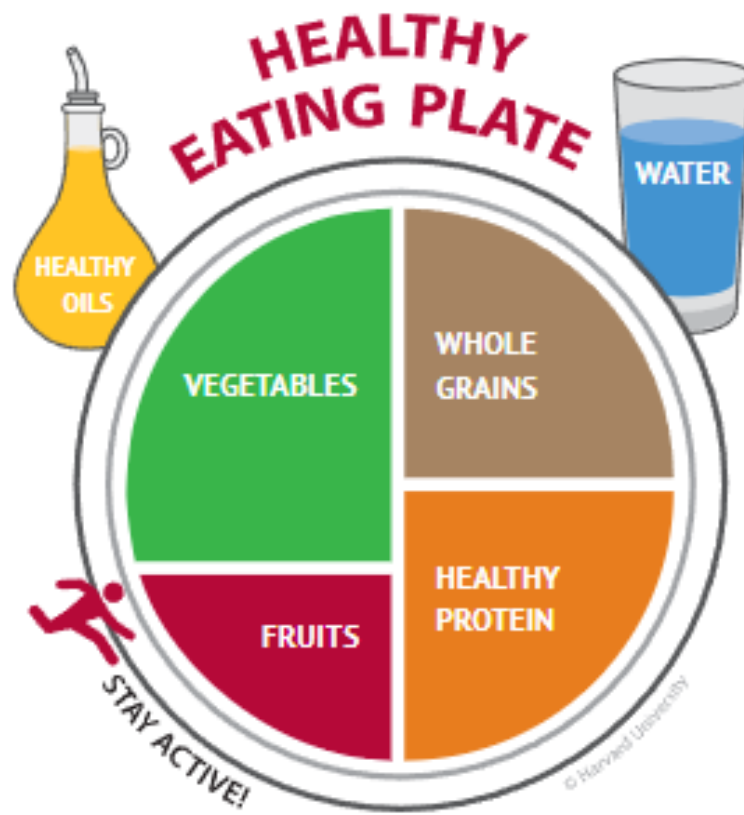 HEALTHY
EATING PLATE
HEALTHY
OILS
WATER
VEGETABLES
WHOLE
GRAINS
FRUITS
HEALTHY
PROTEIN
STAY ACTIVE!
© Harvard University